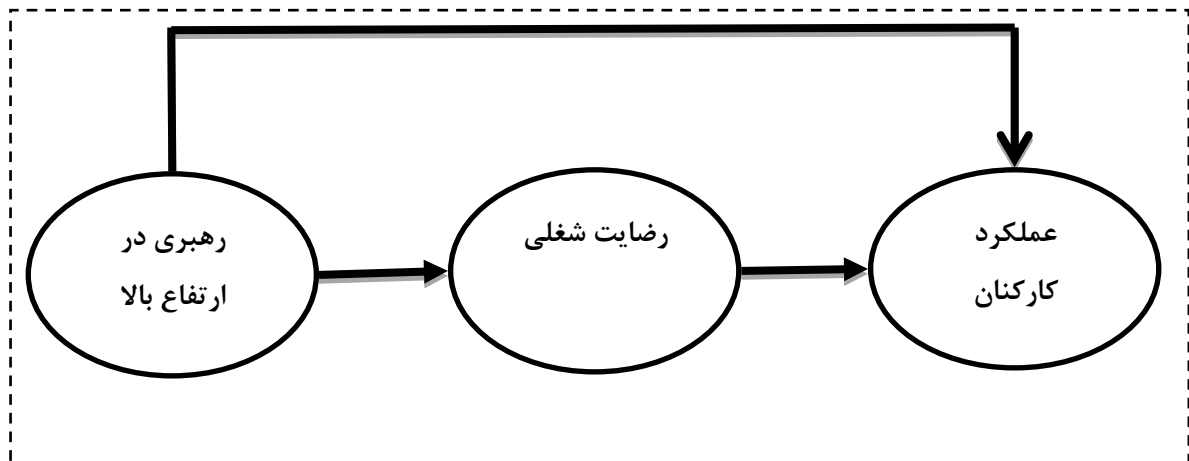 رهبری در
ارتفاع بالا
رضایت شغلی
عملکرد
کارکنان